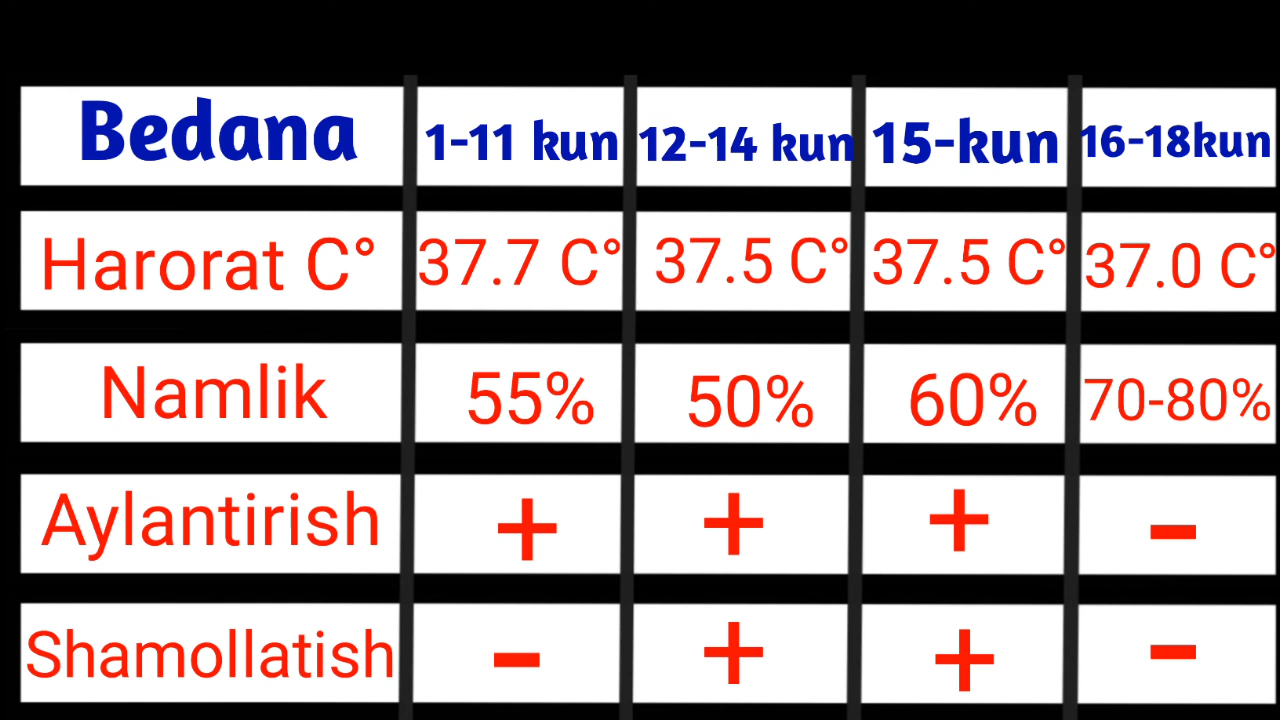 Bedana 1-11 kun 12-14 kun 15-kun 16-18kun
Harorat C° 37.7 C° 37.5 C° 37.5 C° 37.0 C°
Namlik 55% 50% 60% 70-80%
Aylantirish + + + -
Shamollatish - + + -